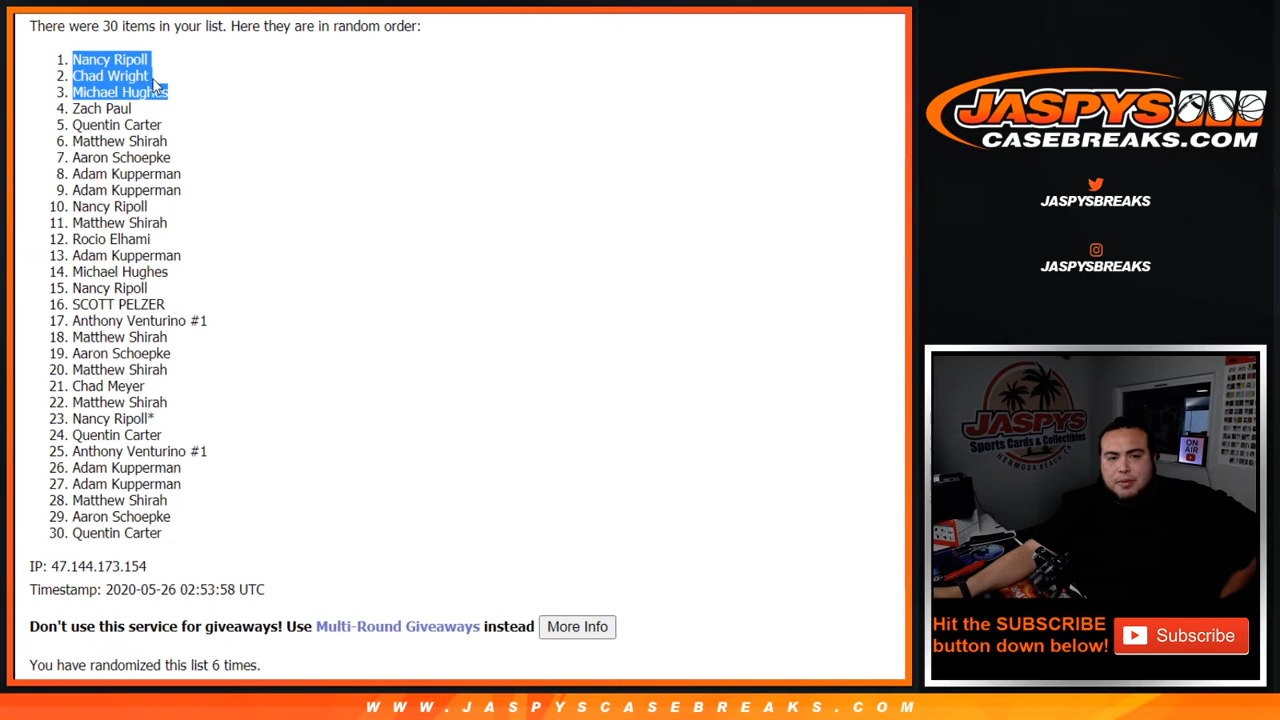 There were 30 items in your list. Here they are in random order:
1. Nancy Ripoll
2. Chad Wright
3. Michael Hughes
4. Zach Paul
5. Quentin Carter
6. Matthew Shirah
7. Aaron Schoepke
8. Adam Kupperman
9. Adam Kupperman
10. Nancy Ripoll
11. Matthew Shirah
12. Rocio Elhami
13. Adam Kupperman
14. Michael Hughes
15. Nancy Ripoll
16. SCOTT PELZER
17. Anthony Venturino #1
18. Matthew Shirah
19. Aaron Schoepke
20. Matthew Shirah
21. Chad Meyer
22. Matthew Shirah
23. Nancy Ripoll*
24. Quentin Carter
25. Anthony Venturino #1
26. Adam Kupperman
27. Adam Kupperman
28. Matthew Shirah
29. Aaron Schoepke
30. Quentin Carter
IP: 47.144.173.154
Timestamp: 2020-05-26 02:53:58 UTC
Don't use this service for giveaways! Use Multi-Round Giveaways instead More Info
You have randomized this list 6 times.
JASPYS
CASEBREAKS.COM
JASPYSBREAKS
JASPYSBREAKS
JASPYS
Sports Cards & Collectibles
HERMOSA BEACH, CA
ON AIR
Hit the SUBSCRIBE
button down below!
Subscribe
WWW.JASPYSCASEBREAKS.COM